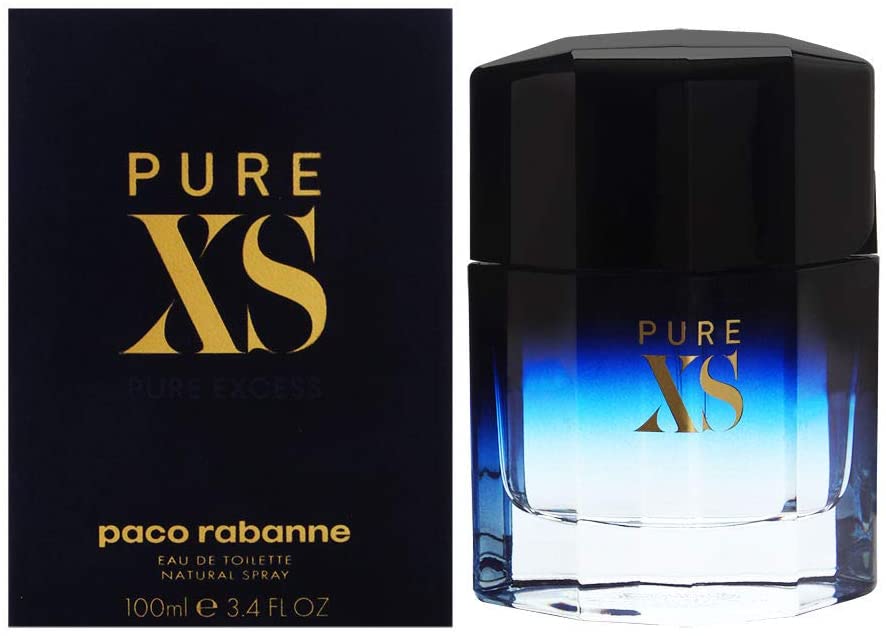 PURE
XS
PURE EXCESS
paco rabanne
EAU DE TOILETTE
NATURAL SPRAY
100ml ℮ 3.4 FL OZ
PURE
XS